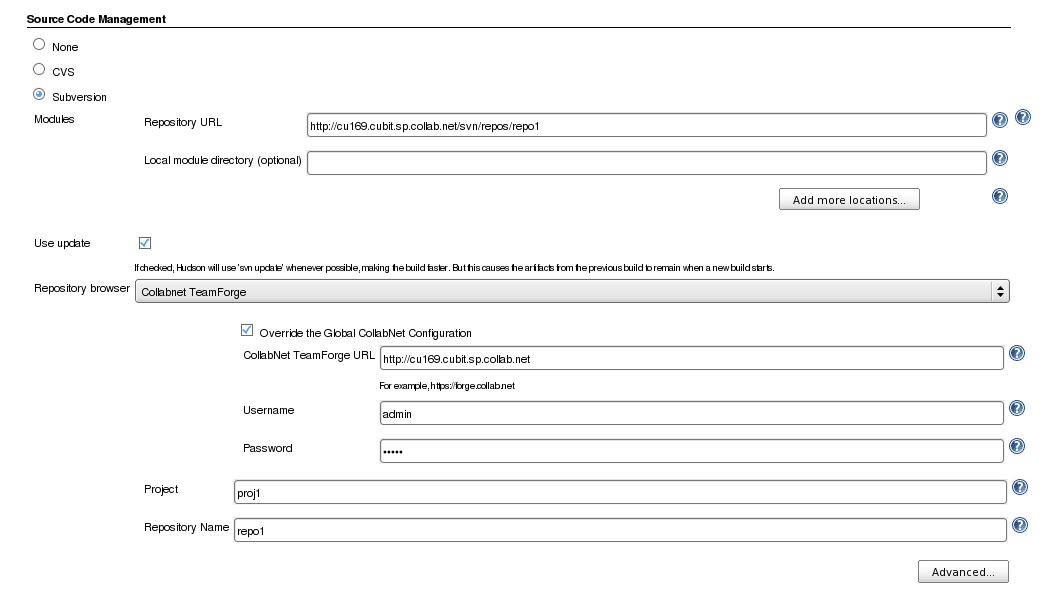 Source Code Management
None
CVS
Subversion
Modules
Repository URL
http://cu169.cubit.sp.collab.net/svn/repos/repo1
Local module directory (optional)
Add more locations...
Use update
If checked, Hudson will use 'svn update' whenever possible, making the build faster. But this causes the artifacts from the previous build to remain when a new build starts.
Repository browser
Collabnet TeamForge
Override the Global CollabNet Configuration
CollabNet TeamForge URL
http://cu169.cubit.sp.collab.net
For example, https://forge.collab.net
Username
admin
Password
•••••
Project
proj1
Repository Name
repo1
Advanced...